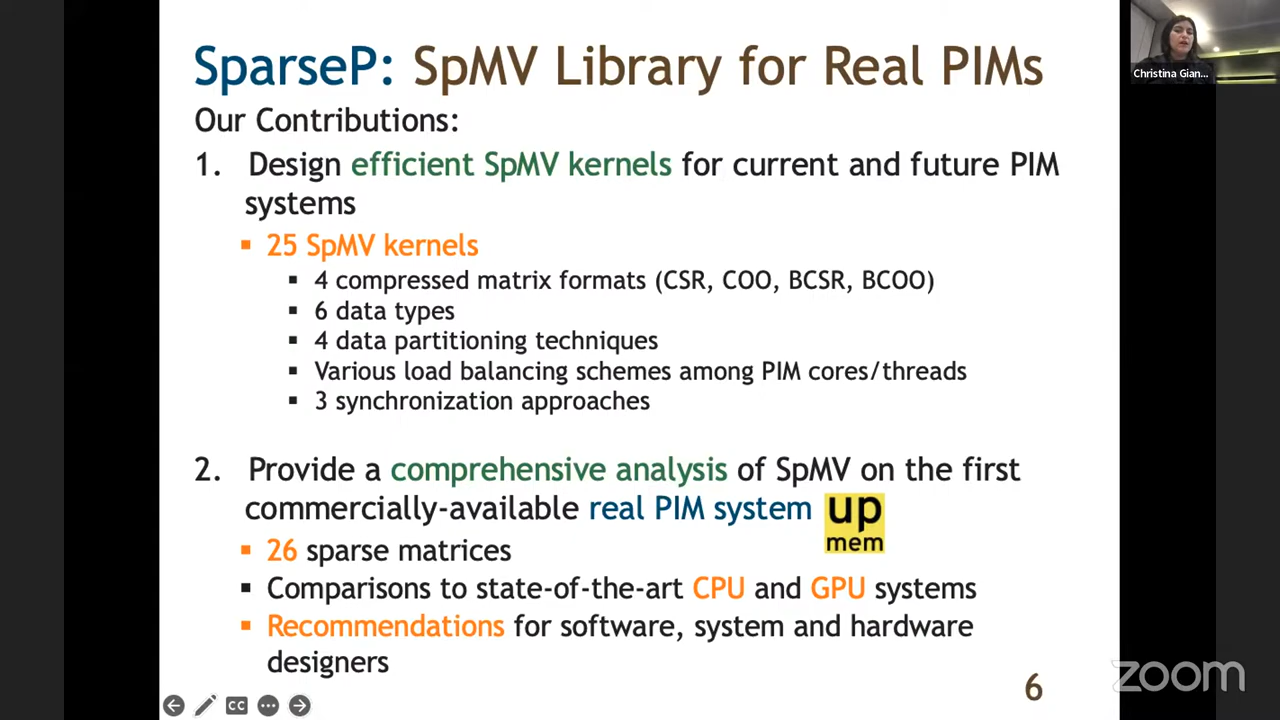 SparseP: SpMV Library for Real PIMs
Christina Gian...
Our Contributions:
1. Design efficient SpMV kernels for current and future PIM
systems
▪ 25 SpMV kernels
▪ 4 compressed matrix formats (CSR, COO, BCSR, BCOO)
▪ 6 data types
▪ 4 data partitioning techniques
▪ Various load balancing schemes among PIM cores/threads
▪ 3 synchronization approaches
2. Provide a comprehensive analysis of SpMV on the first
commercially-available real PIM system
up
mem
▪ 26 sparse matrices
▪ Comparisons to state-of-the-art CPU and GPU systems
▪ Recommendations for software, system and hardware
designers
6
zoom
CC